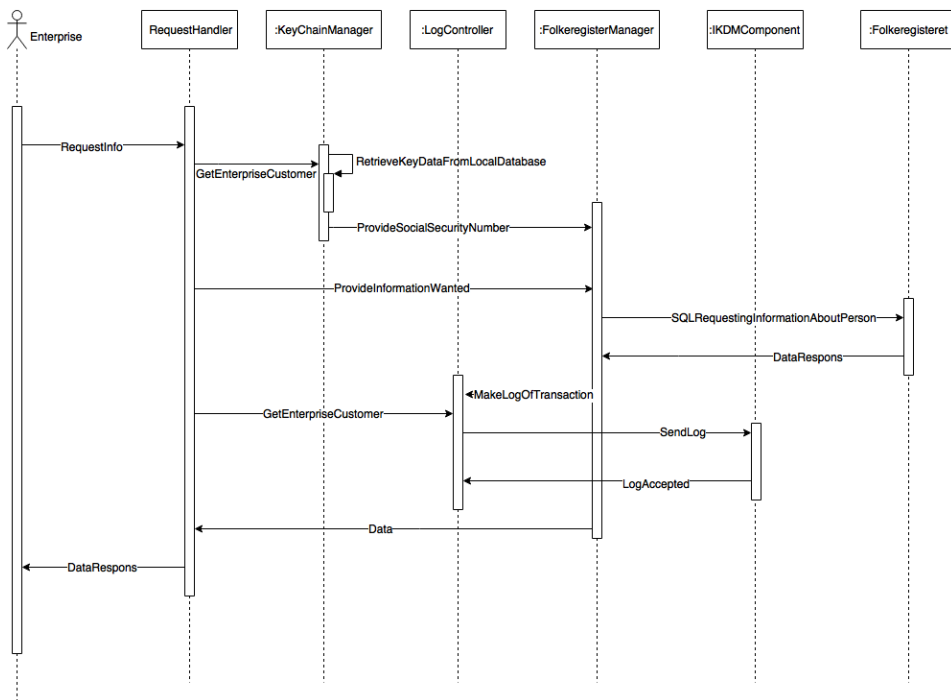 Enterprise
RequestHandler
:KeyChainManager
:LogController
:FolkeregisterManager
:IKDMComponent
:Folkeregisteret
RequestInfo
RetrieveKeyDataFromLocalDatabase
GetEnterpriseCustomer
ProvideSocialSecurityNumber
ProvideInformationWanted
SQLRequestingInformationAboutPerson
DataRespons
MakeLogOfTransaction
GetEnterpriseCustomer
SendLog
LogAccepted
Data
DataRespons